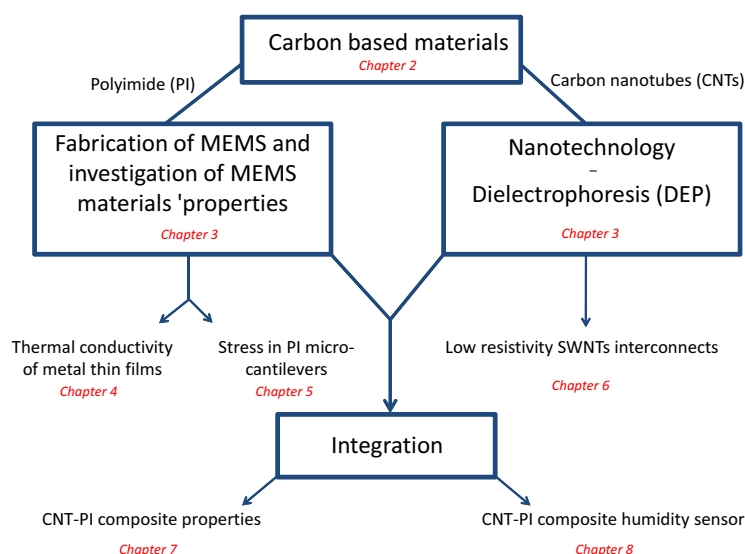 Carbon based materials
Chapter 2
Polyimide (PI)
Carbon nanotubes (CNTs)
Fabrication of MEMS and
investigation of MEMS
materials 'properties
Chapter 3
Nanotechnology
–
Dielectrophoresis (DEP)
Chapter 3
Thermal conductivity
of metal thin films
Chapter 4
Stress in PI micro-
cantilevers
Chapter 5
Low resistivity SWNTs interconnects
Chapter 6
Integration
CNT-PI composite properties
Chapter 7
CNT-PI composite humidity sensor
Chapter 8